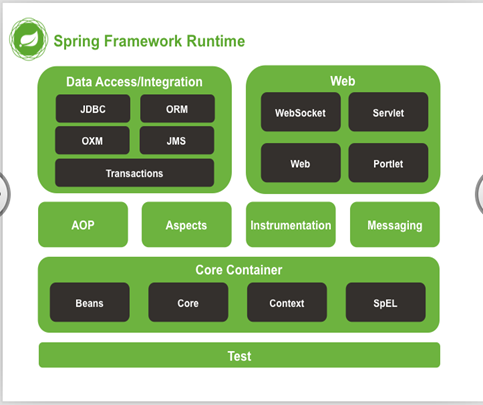 Spring Framework Runtime
Data Access/Integration
JDBC ORM
OXM JMS
Transactions
Web
WebSocket Servlet
Web Portlet
AOP Aspects Instrumentation Messaging
Core Container
Beans Core Context SpEL
Test